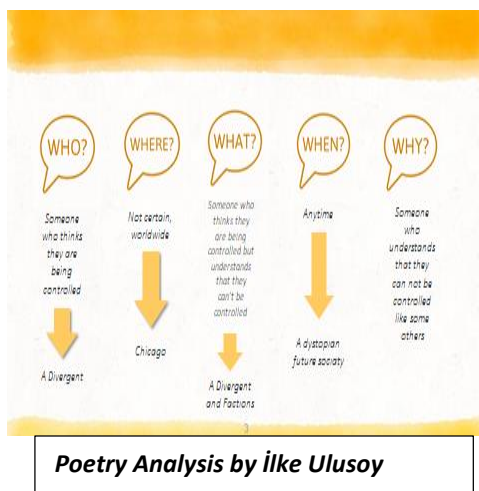 WHO?
Someone
who thinks
they are
being
controlled
A Divergent
WHERE?
Not certain,
worldwide
Chicago
WHAT?
Someone who
thinks they
are being
controlled but
understands
that they
can't be
controlled
A Divergent
and Factions
WHEN?
Anytime
A dystopian
future society
WHY?
Someone
who
understands
that they
can not be
controlled
like some
others
3
Poetry Analysis by İlke Ulusoy